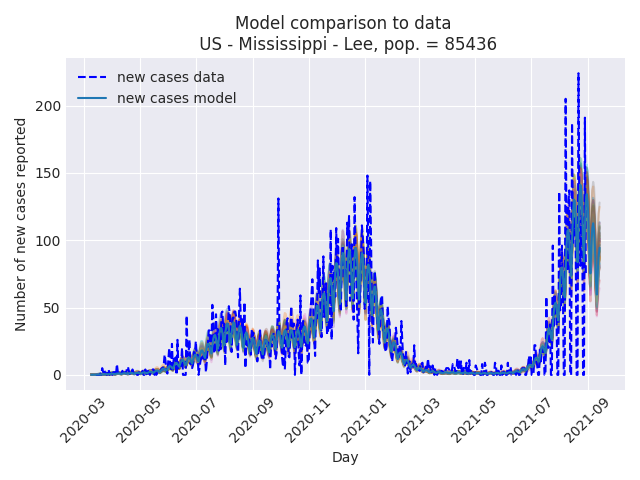 Model comparison to data
US - Mississippi - Lee, pop. = 85436
new cases data
new cases model
Number of new cases reported
200
150
100
50
0
2020-03
2020-05
2020-07
2020-09
2020-11
2021-01
2021-03
2021-05
2021-07
2021-09
Day